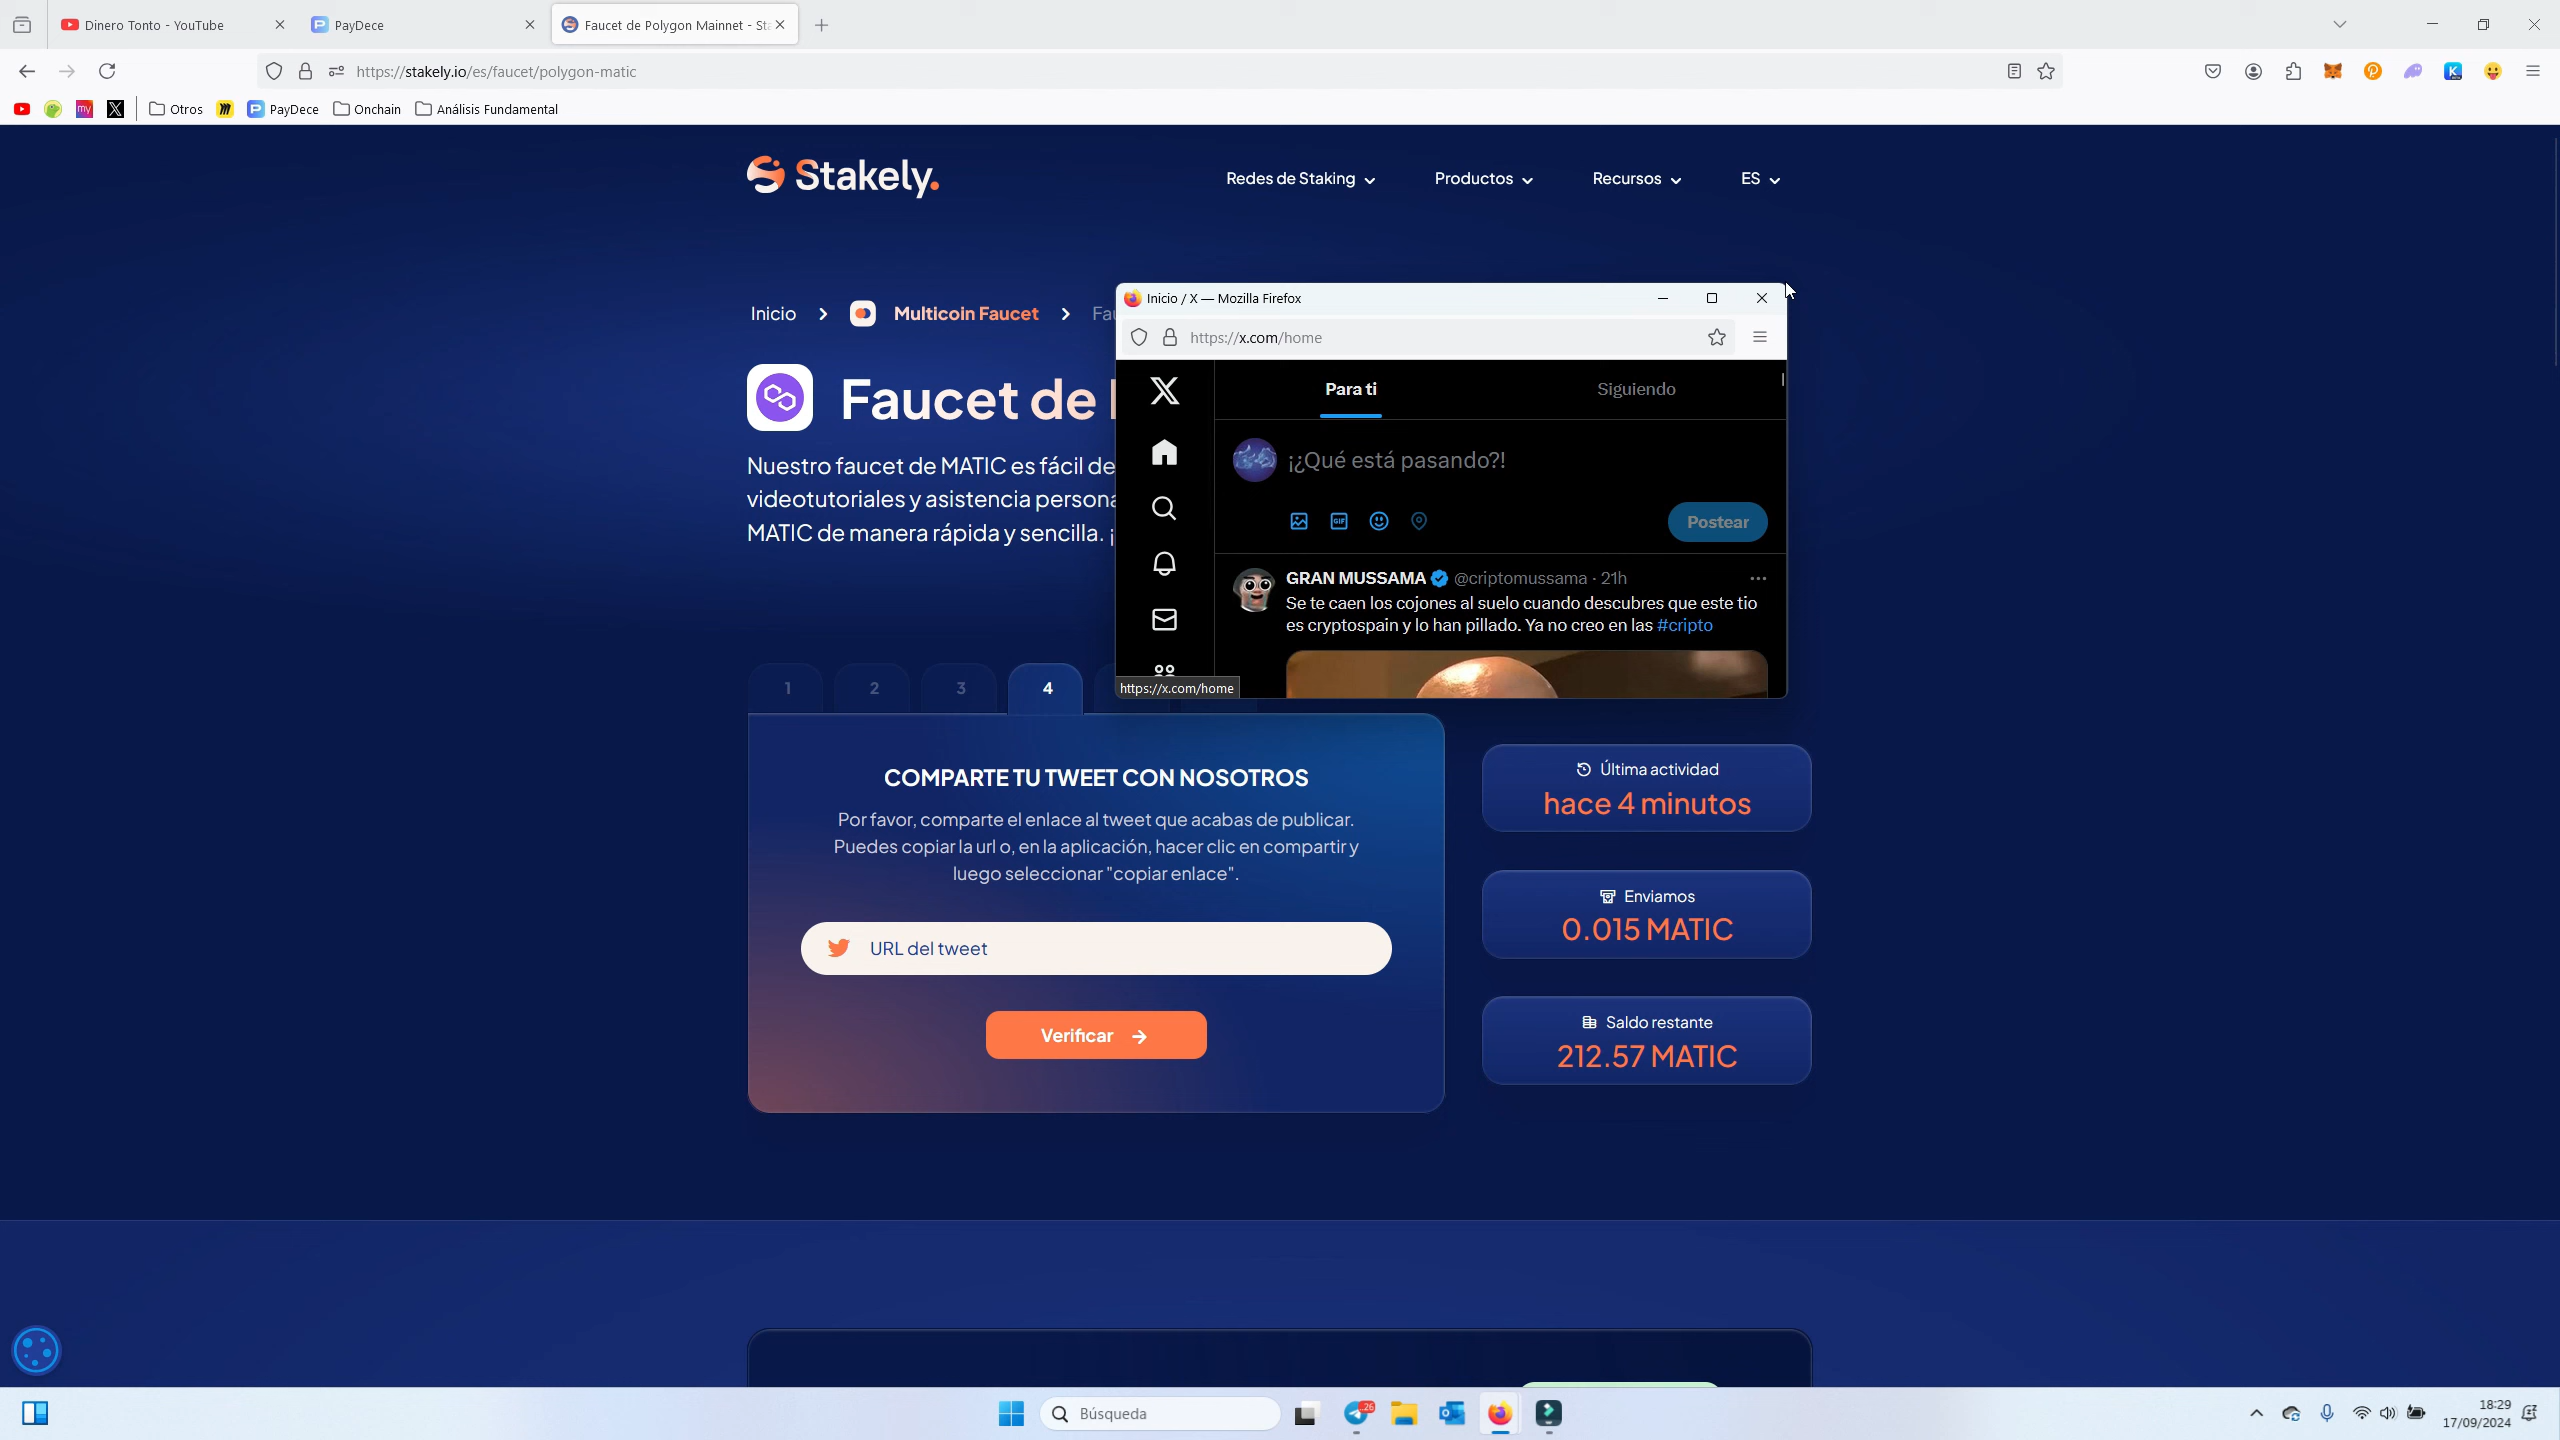 Dinero Tonto - YouTube
PayDece
Faucet de Polygon Mainnet - Sta
https://stakely.io/es/faucet/polygon-matic
my
X
Otros
PayDece
Onchain
Análisis Fundamental
Stakely.
Redes de Staking
Productos
Recursos
ES
Inicio
Multicoin Faucet
Fau
Faucet de
Nuestro faucet de MATIC es fácil de
videotutoriales y asistencia persona
MATIC de manera rápida y sencilla. ¡
Inicio / X — Mozilla Firefox
https://x.com/home
Para ti
Siguiendo
¡¿Qué está pasando?!
GIF
Postear
GRAN MUSSAMA @criptomussama · 21h
Se te caen los cojones al suelo cuando descubres que este tio
es cryptospain y lo han pillado. Ya no creo en las #cripto
https://x.com/home
1
2
3
4
COMPARTE TU TWEET CON NOSOTROS
Por favor, comparte el enlace al tweet que acabas de publicar.
Puedes copiar la url o, en la aplicación, hacer clic en compartir y
luego seleccionar "copiar enlace".
URL del tweet
Verificar
Última actividad
hace 4 minutos
Enviamos
0.015 MATIC
Saldo restante
212.57 MATIC
Búsqueda
26
18:29
17/09/2024